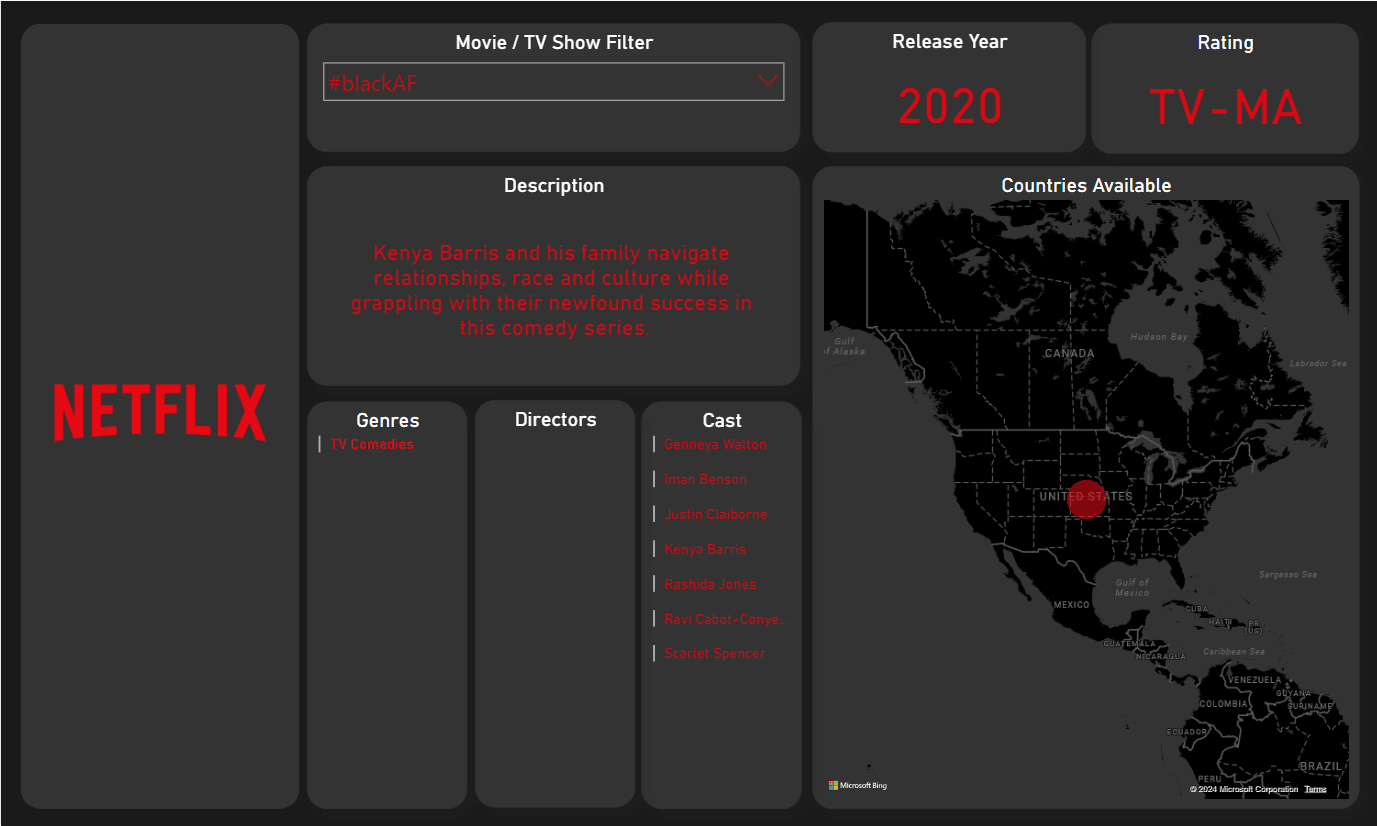 NETFLIX
Movie / TV Show Filter
#blackAF
Release Year
2020
Rating
TV-MA
Description
Kenya Barris and his family navigate
relationships, race and culture while
grappling with their newfound success in
this comedy series.
Genres
TV Comedies
Directors
Cast
Genneya Walton
Iman Benson
Justin Claiborne
Kenya Barris
Rashida Jones
Ravi Cabot-Conye...
Scarlet Spencer
Countries Available
Gulf
of Alaska
CANADA
Hudson Bay
Labrador Sea
UNITED STATES
Sargasso Sea
Gulf of
Mexico
MEXICO
CUBA
HAITI
PR
(US)
GUATEMALA
NICARAGUA
Caribbean Sea
VENEZUELA
GUYANA
COLOMBIA
SURINAME
ECUADOR
BRAZIL
PERU
Microsoft Bing
© 2024 Microsoft Corporation Terms